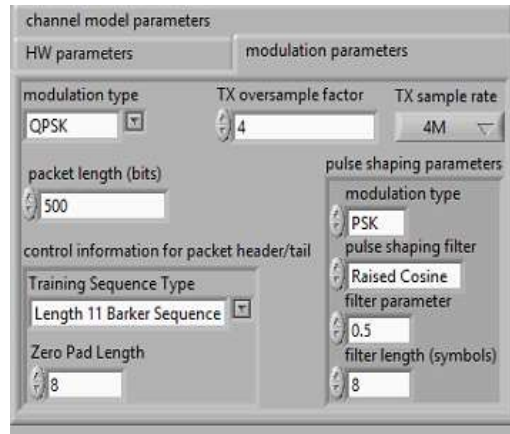 channel model parameters
HW parameters
modulation parameters
modulation type
TX oversample factor
TX sample rate
QPSK
4
4M
packet length (bits)
500
pulse shaping parameters
modulation type
PSK
pulse shaping filter
Raised Cosine
filter parameter
0.5
filter length (symbols)
8
control information for packet header/tail
Training Sequence Type
Length 11 Barker Sequence
Zero Pad Length
8